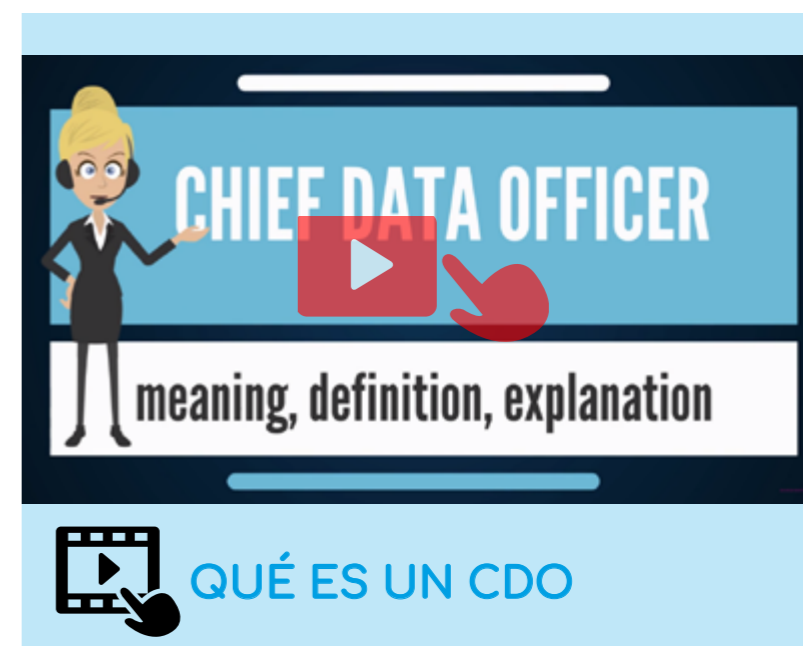 CHIEF DATA OFFICER
meaning, definition, explanation
QUÉ ES UN CDO